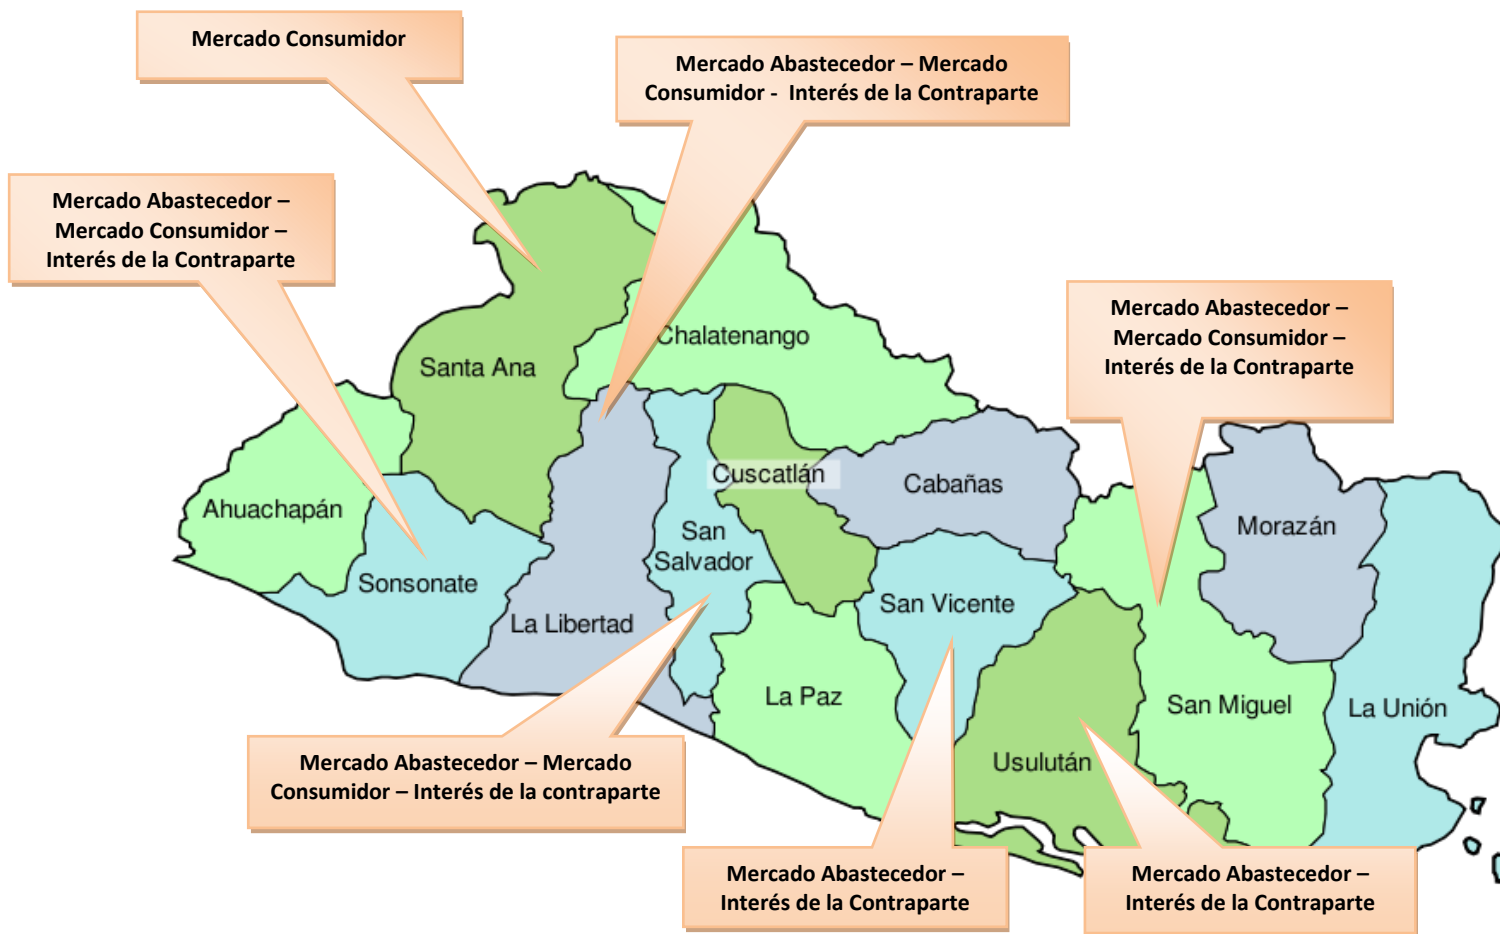 Mercado Consumidor
Mercado Abastecedor – Mercado
Consumidor -  Interés de la Contraparte
Mercado Abastecedor –
Mercado Consumidor –
Interés de la Contraparte
Mercado Abastecedor –
Mercado Consumidor –
Interés de la Contraparte
Chalatenango
Santa Ana
Cuscatlán
Cabañas
Ahuachapán
Morazán
San
Salvador
Sonsonate
San Vicente
La Libertad
La Paz
San Miguel
La Unión
Usulután
Mercado Abastecedor – Mercado
Consumidor – Interés de la contraparte
Mercado Abastecedor –
Interés de la Contraparte
Mercado Abastecedor –
Interés de la Contraparte